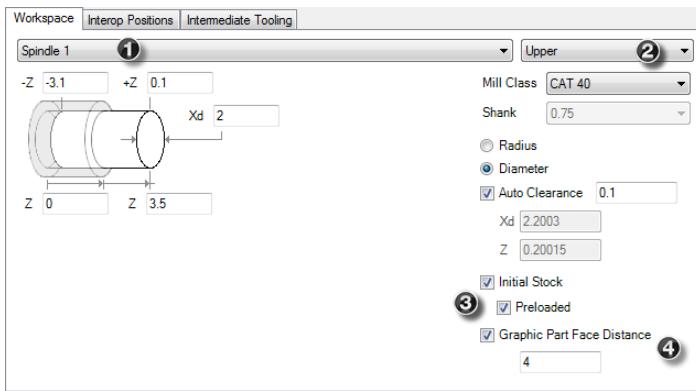 Workspace Interop Positions Intermediate Tooling
Spindle 1 1 Upper 2
-Z -3.1 +Z 0.1 Mill Class CAT 40
Xd 2 Shank 0.75
Radius
Diameter
Auto Clearance 0.1
Z 0 Z 3.5
Xd 2.2003
Z 0.20015
Initial Stock
3 Preloaded
Graphic Part Face Distance 4
4